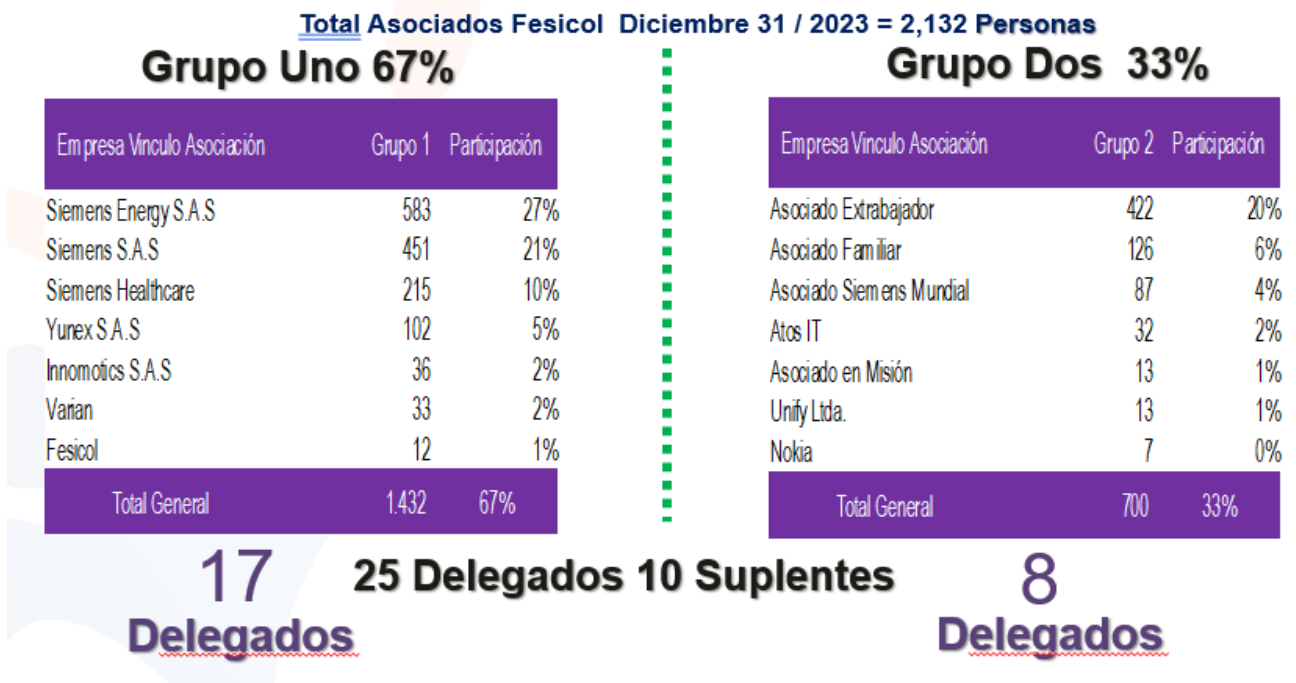 Total Asociados Fesicol Diciembre 31 / 2023 = 2,132 Personas
Grupo Uno 67%
Empresa Vinculo Asociación Grupo 1 Participación
Siemens Energy S.A.S 583 27%
Siemens S.A.S 451 21%
Siemens Healthcare 215 10%
Yunex S.A.S 102 5%
Innomotics S.A.S 36 2%
Varian 33 2%
Fesicol 12 1%
Total General 1.432 67%
17
Delegados
Grupo Dos 33%
Empresa Vinculo Asociación Grupo 2 Participación
Asociado Extrabajador 422 20%
Asociado Familiar 126 6%
Asociado Siemens Mundial 87 4%
Atos IT 32 2%
Asociado en Misión 13 1%
Unify Ltda. 13 1%
Nokia 7 0%
Total General 700 33%
8
Delegados
25 Delegados 10 Suplentes